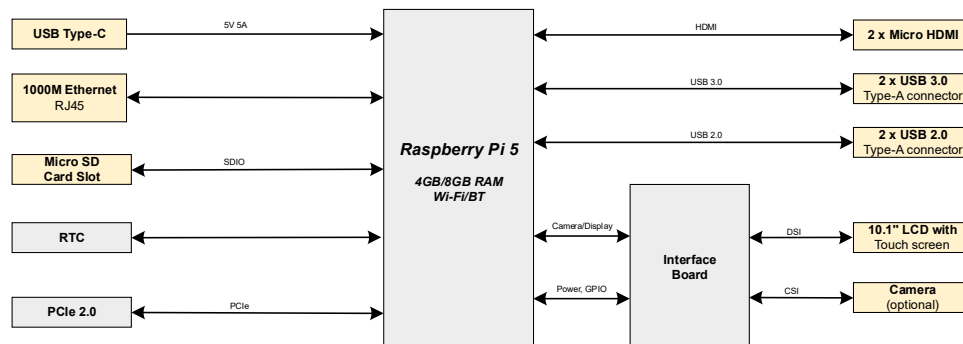 USB Type-C
5V 5A
1000M Ethernet
RJ45
Micro SD
Card Slot
SDIO
RTC
PCIe 2.0
PCIe
Raspberry Pi 5
4GB/8GB RAM
Wi-Fi/BT
HDMI
2 x Micro HDMI
USB 3.0
2 x USB 3.0
Type-A connector
USB 2.0
2 x USB 2.0
Type-A connector
Camera/Display
Power, GPIO
Interface
Board
DSI
10.1" LCD with
Touch screen
CSI
Camera
(optional)